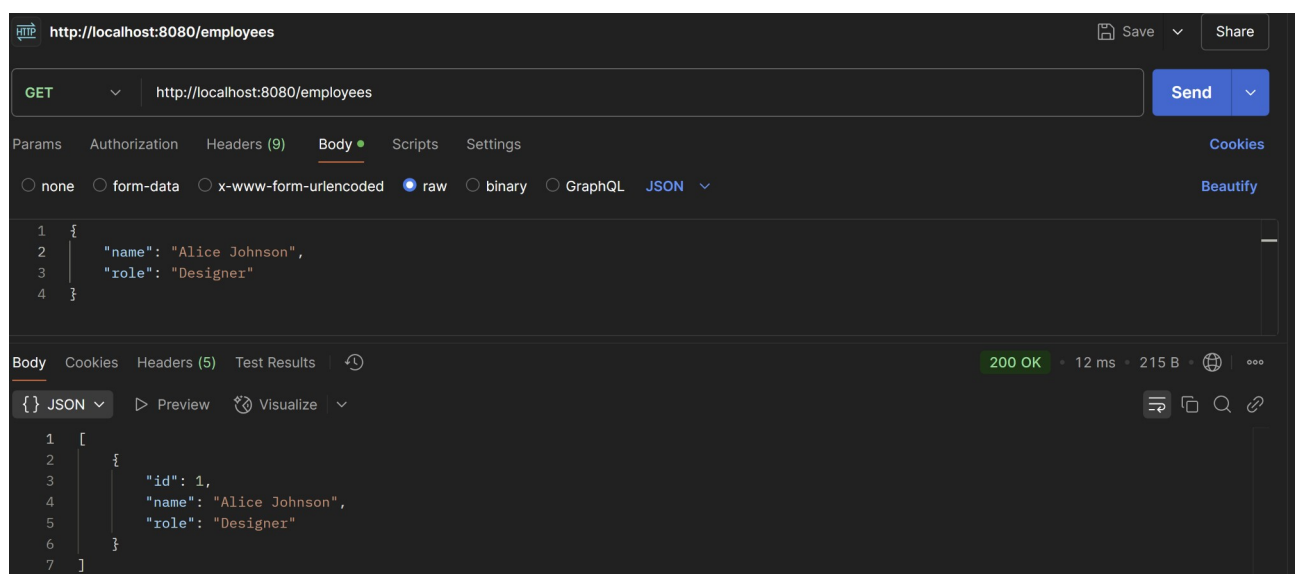 HTTP http://localhost:8080/employees Save Share
GET http://localhost:8080/employees Send
Params Authorization Headers (9) Body Scripts Settings Cookies
none form-data x-www-form-urlencoded raw binary GraphQL JSON Beautify
1 {
2 "name": "Alice Johnson",
3 "role": "Designer"
4 }
Body Cookies Headers (5) Test Results 200 OK 12 ms 215 B
{} JSON Preview Visualize
1 [
2 {
3 "id": 1,
4 "name": "Alice Johnson",
5 "role": "Designer"
6 }
7 ]